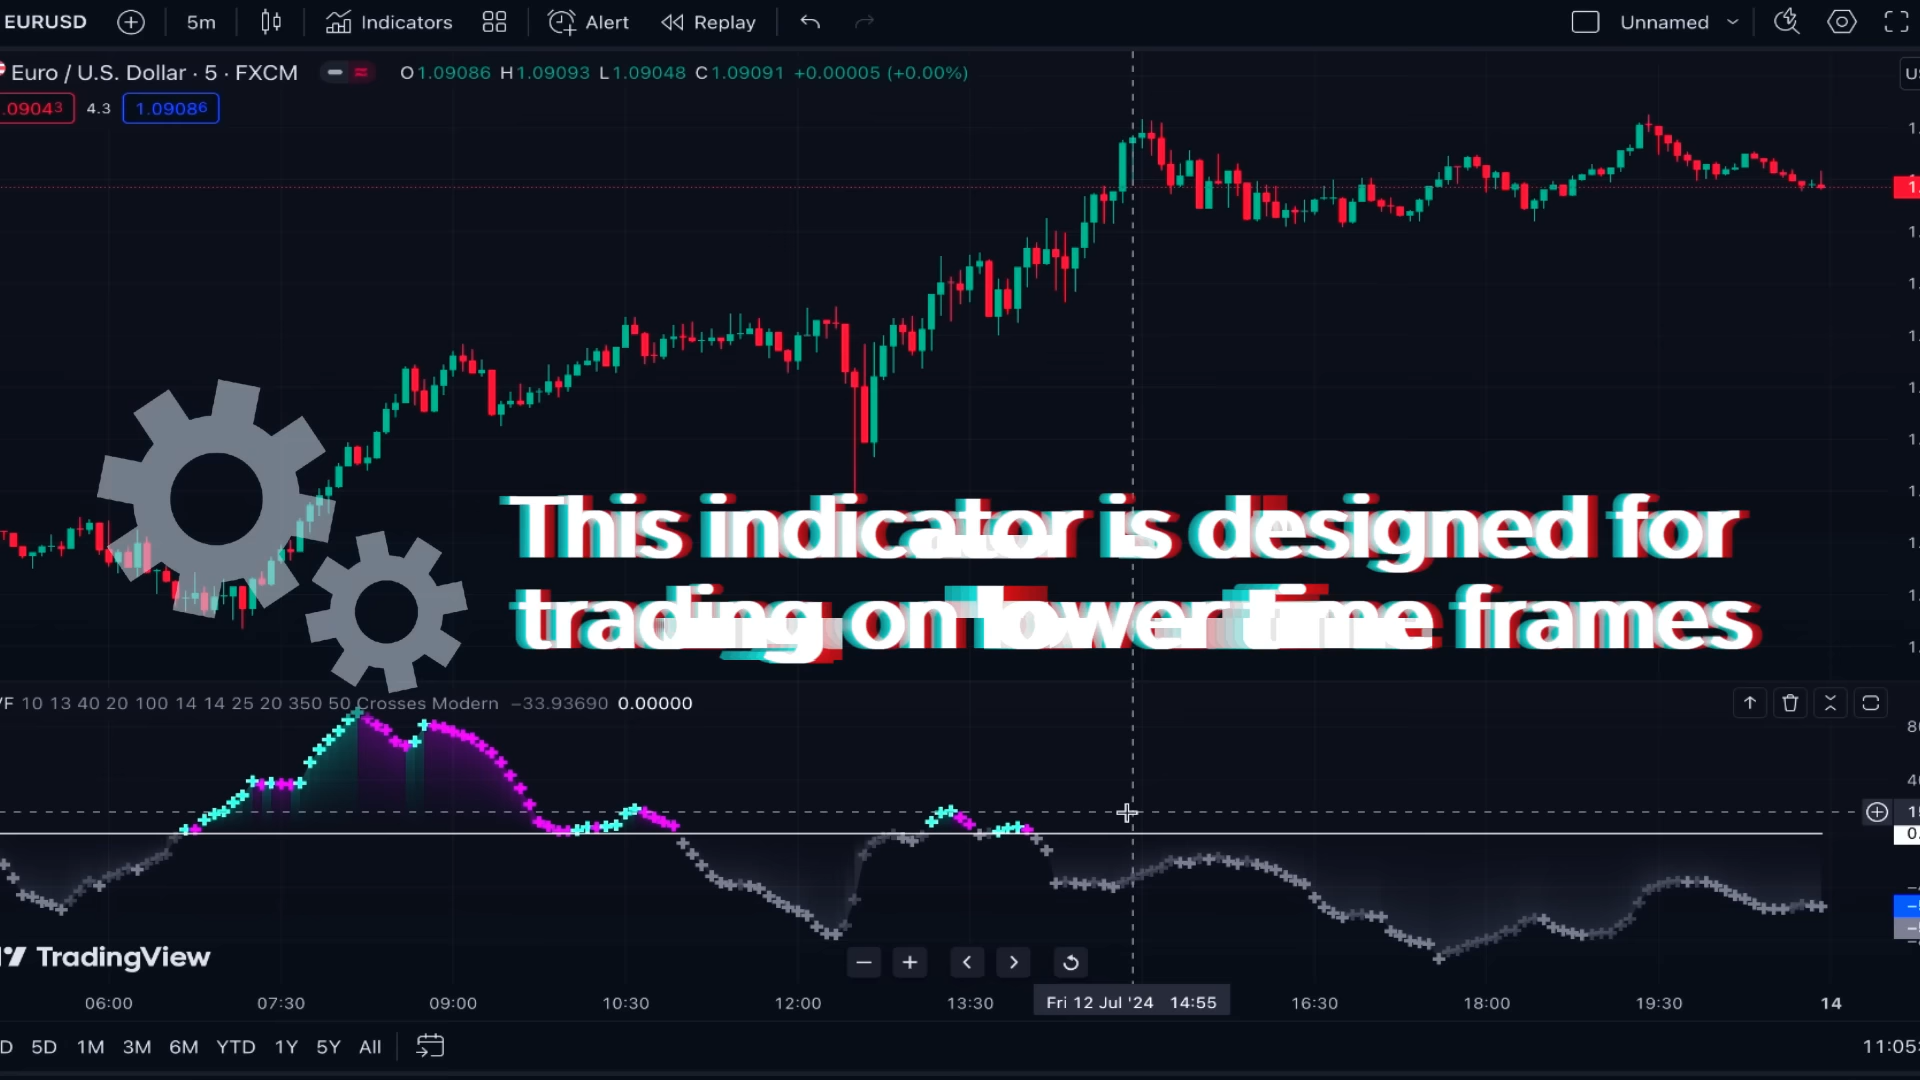 EURUSD 5m Indicators Alert Replay Unnamed
Euro / U.S. Dollar · 5 · FXCM O1.09086 H1.09093 L1.09048 C1.09091 +0.00005 (+0.00%)
.09043 4.3 1.09086
This indicator is designed for
trading on lower time frames
10 13 40 20 100 14 14 25 20 350 50 Crosses Modern −33.93690 0.00000
TradingView
06:00 07:30 09:00 10:30 12:00 13:30 Fri 12 Jul '24 14:55 16:30 18:00 19:30 14
D 5D 1M 3M 6M YTD 1Y 5Y All 11:05